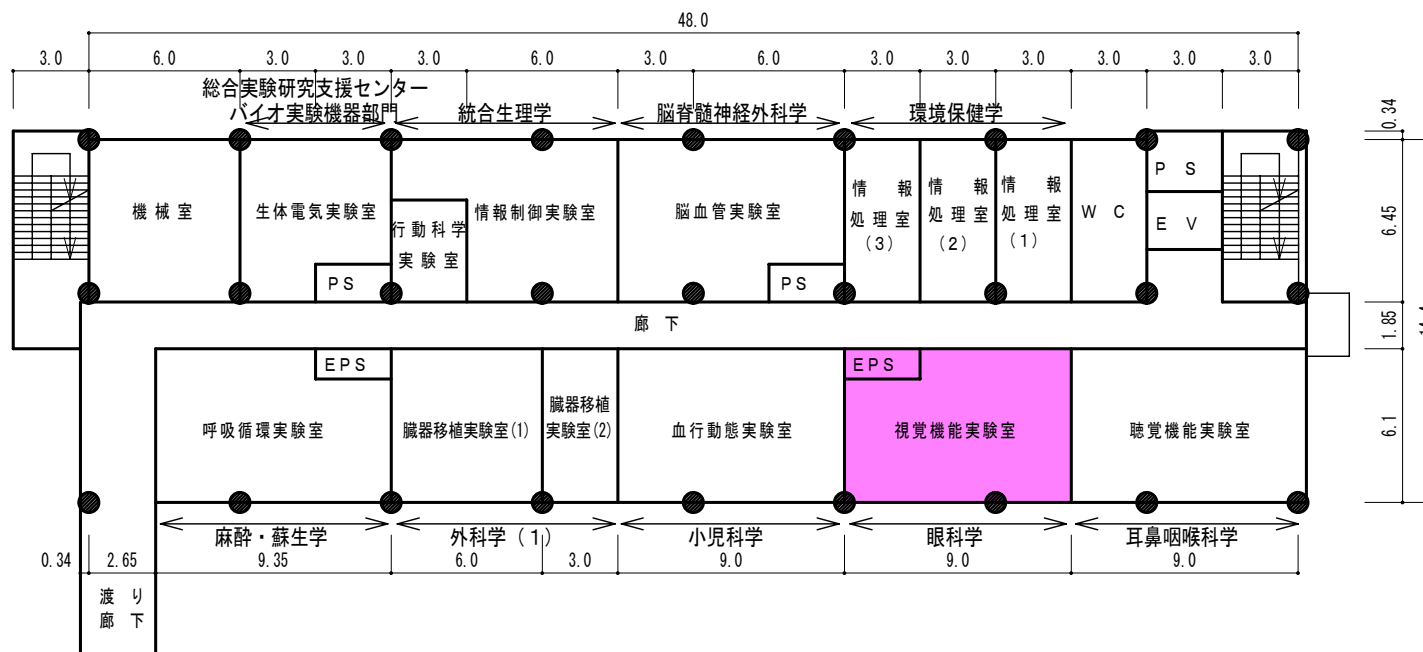 48.0
3.0 6.0 3.0 3.0 3.0 6.0 3.0 6.0 3.0 3.0 3.0 3.0 3.0
総合実験研究支援センター
バイオ実験機器部門 統合生理学 脳脊髄神経外科学 環境保健学
0.34
機械室
生体電気実験室
PS
行動科学
実験室
情報制御実験室
脳血管実験室
PS
情報
処理室
(3)
情報
処理室
(2)
情報
処理室
(1)
WC
PS
EV
6.45
廊下
1.85
EPS
呼吸循環実験室
臓器移植実験室(1)
臓器移植
実験室(2)
血行動態実験室
EPS
視覚機能実験室
聴覚機能実験室
6.1
麻酔・蘇生学 外科学(1) 小児科学 眼科学 耳鼻咽喉科学
0.34 2.65 9.35 6.0 3.0 9.0 9.0 9.0
渡り
廊下